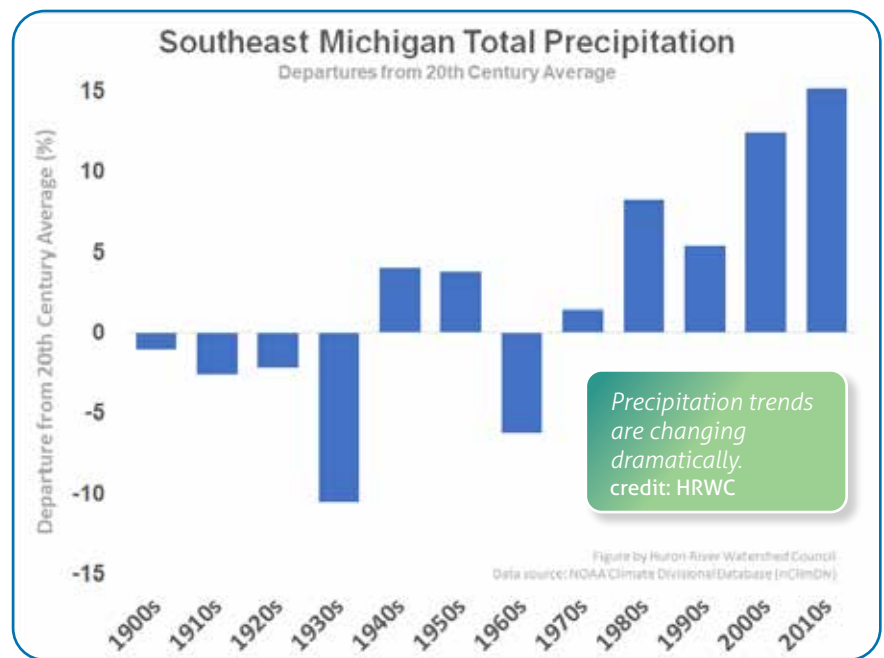 Southeast Michigan Total Precipitation
Departures from 20th Century Average
Departure from 20th Century Average (%)
15
10
5
0
-5
-10
-15
Precipitation trends
are changing
dramatically.
credit: HRWC
Figure by Huron River Watershed Council
Data source: NOAA Climate Divisional Database (nClimDiv)
1900s 1910s 1920s 1930s 1940s 1950s 1960s 1970s 1980s 1990s 2000s 2010s